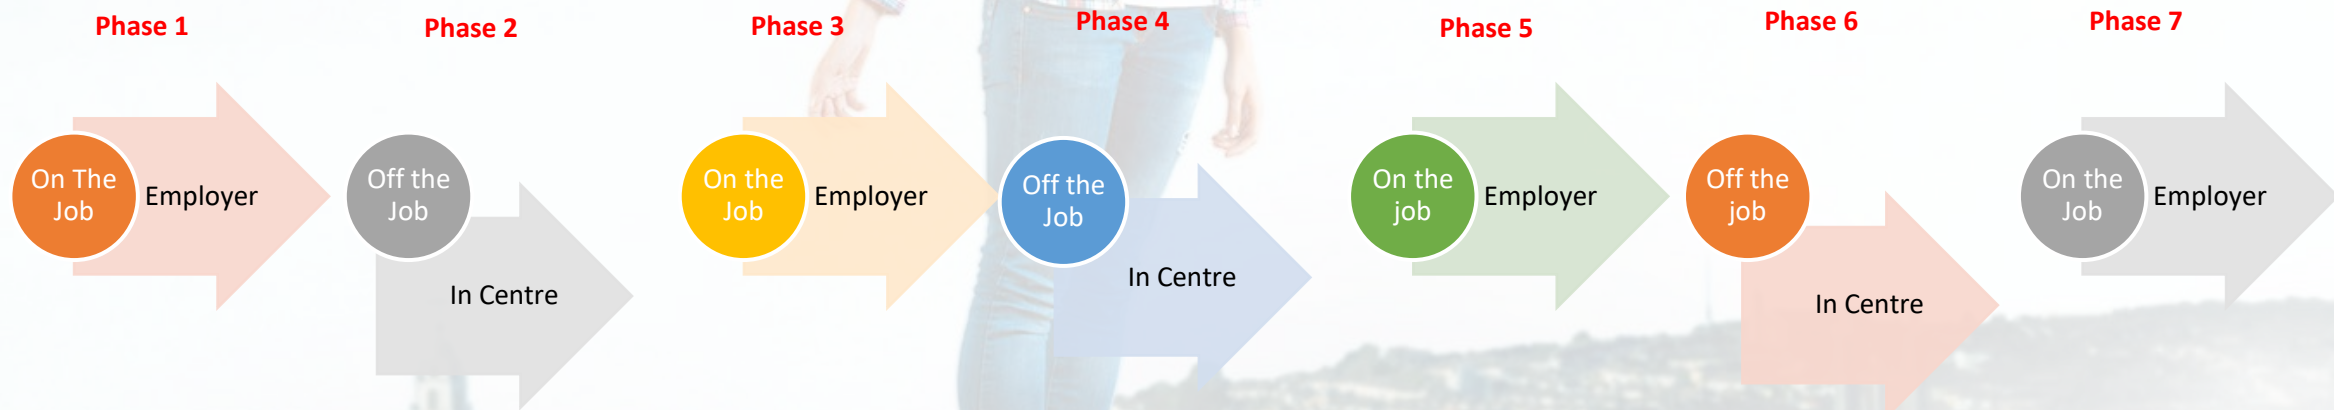 Phase 1
Phase 2
Phase 3
Phase 4
Phase 5
Phase 6
Phase 7
On The
Job
Employer
Off the
Job
In Centre
On the
Job
Employer
Off the
Job
In Centre
On the
job
Employer
Off the
job
In Centre
On the
Job
Employer